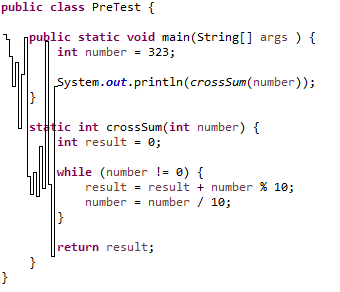 public class PreTest {
public static void main(String[] args ) {
int number = 323;
System.out.println(crossSum(number));
}
static int crossSum(int number) {
int result = 0;
while (number != 0) {
result = result + number % 10;
number = number / 10;
}
return result;
}
}